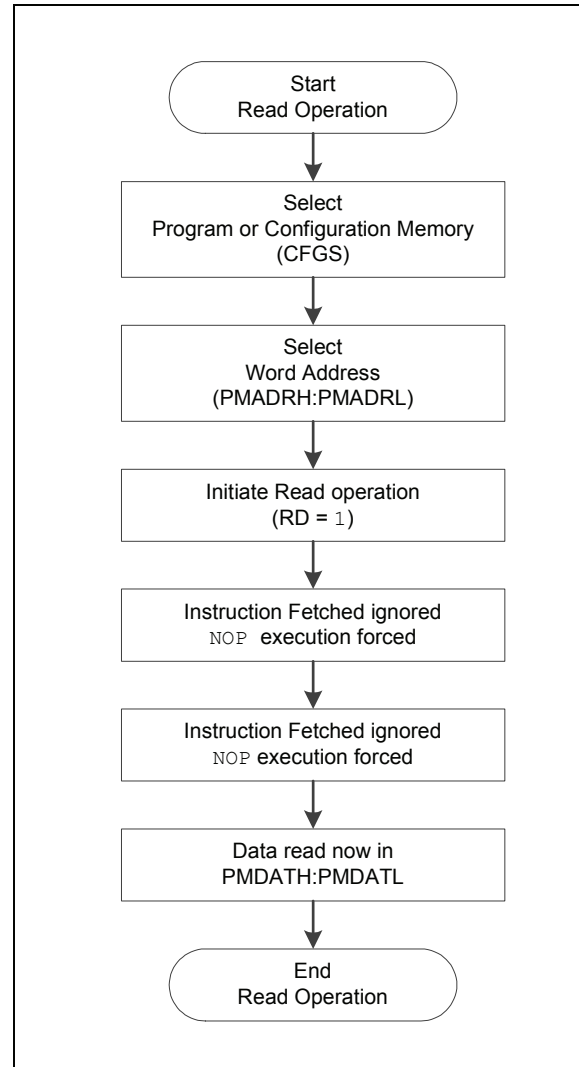 Start
Read Operation
Select
Program or Configuration Memory
(CFGS)
Select
Word Address
(PMADRH:PMADRL)
Initiate Read operation
(RD = 1)
Instruction Fetched ignored
NOP execution forced
Instruction Fetched ignored
NOP execution forced
Data read now in
PMDATH:PMDATL
End
Read Operation